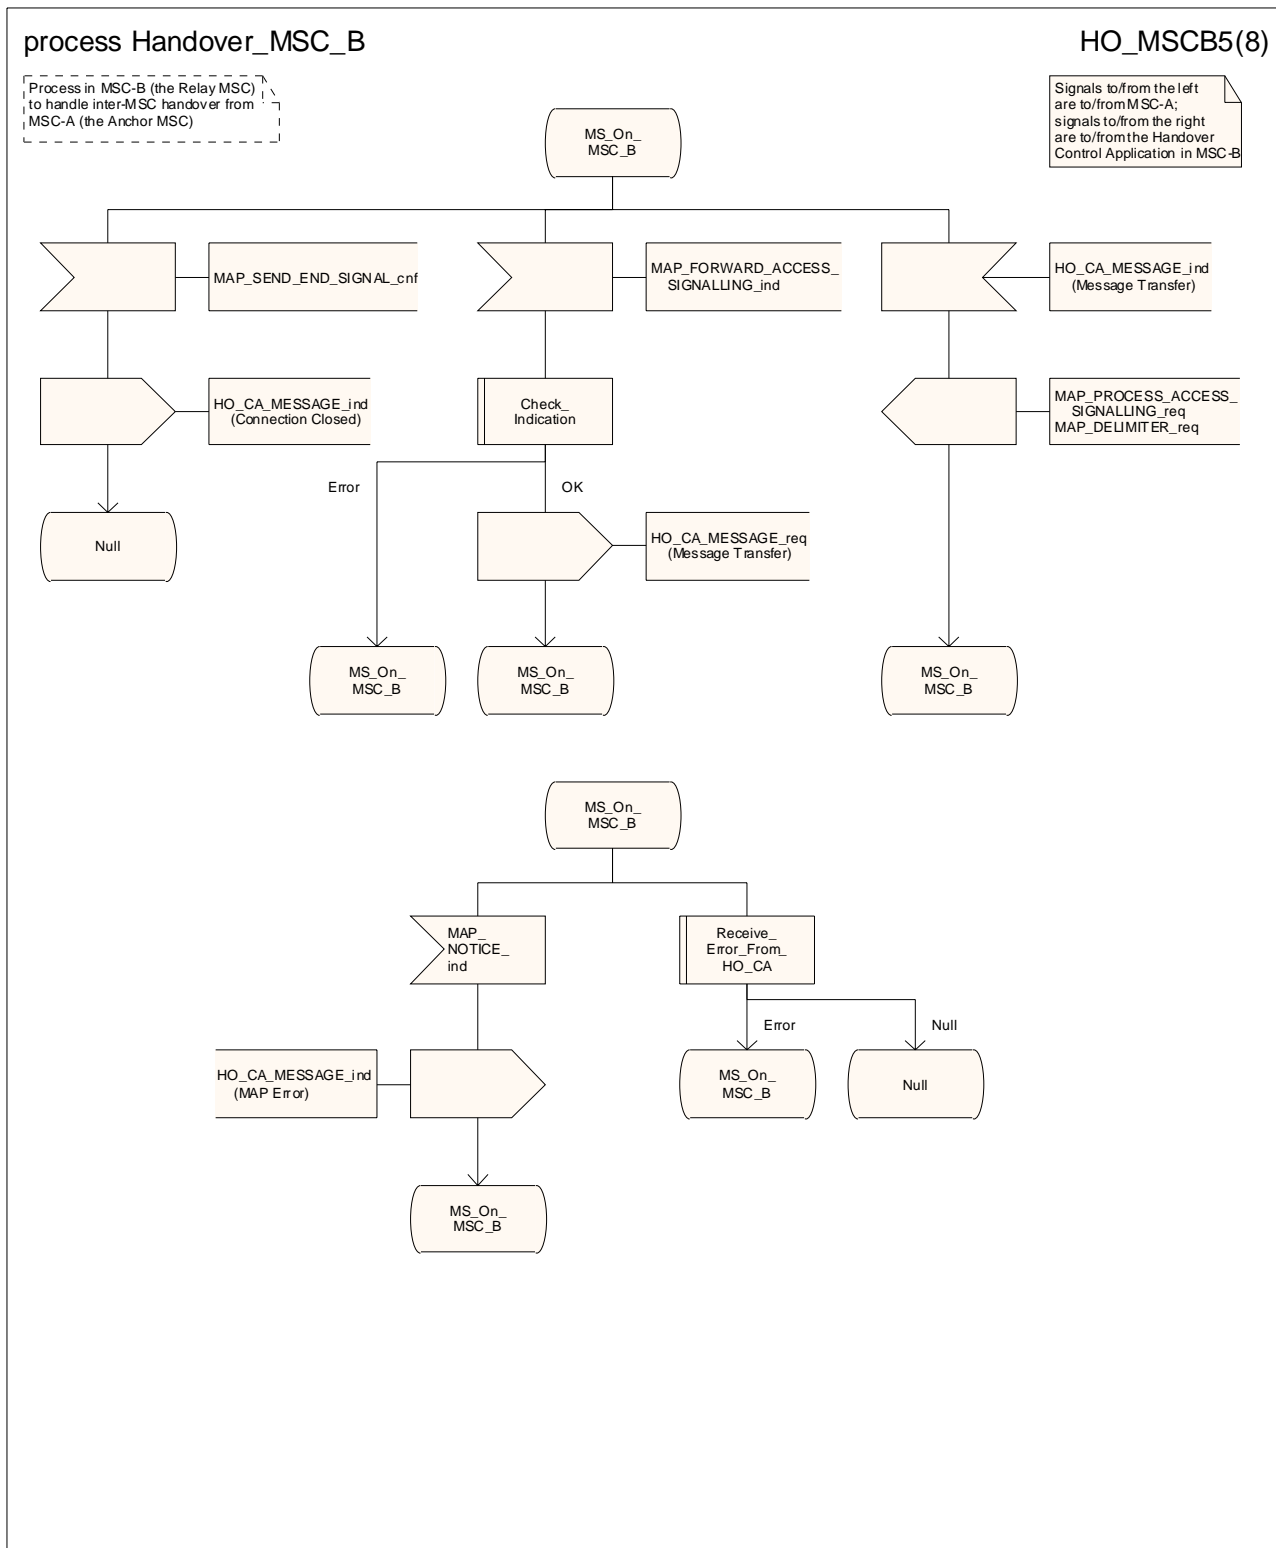 process Handover_MSC_B
HO_MSCB5(8)
Process in MSC-B (the Relay MSC)
to handle inter-MSC handover from
MSC-A (the Anchor MSC)
Signals to/from the left
are to/from MSC-A;
signals to/from the right
are to/from the Handover
Control Application in MSC-B
MS_On_
MSC_B
MAP_SEND_END_SIGNAL_cnf
MAP_FORWARD_ACCESS_
SIGNALLING_ind
HO_CA_MESSAGE_ind
(Message Transfer)
HO_CA_MESSAGE_ind
(Connection Closed)
Check_
Indication
MAP_PROCESS_ACCESS_
SIGNALLING_req
MAP_DELIMITER_req
Error
OK
Null
HO_CA_MESSAGE_req
(Message Transfer)
MS_On_
MSC_B
MS_On_
MSC_B
MS_On_
MSC_B
MS_On_
MSC_B
MAP_
NOTICE_
ind
Receive_
Error_From_
HO_CA
Error
Null
HO_CA_MESSAGE_ind
(MAP Error)
MS_On_
MSC_B
Null
MS_On_
MSC_B